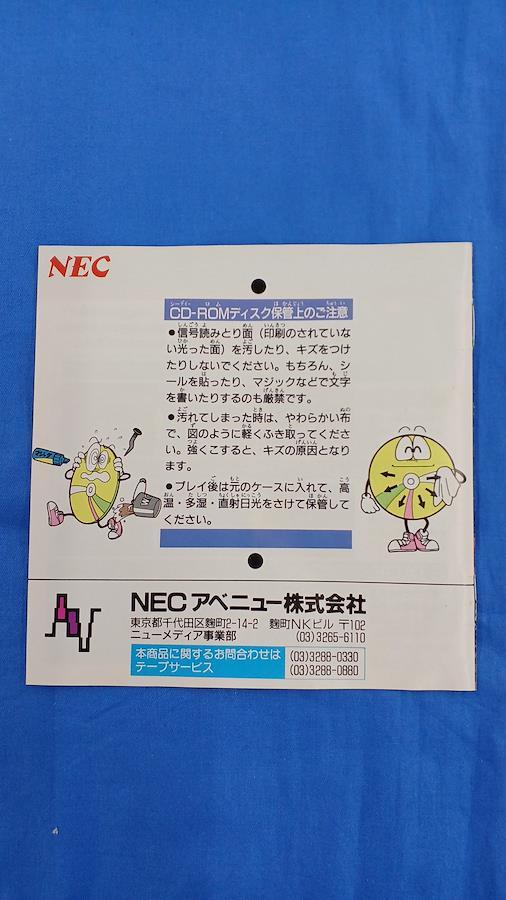 NEC
CD-ROMディスク保管上のご注意
●信号読みとり面（印刷のされていな
い光った面）を汚したり、キズをつけ
たりしないでください。もちろん、シ
ールを貼ったり、マジックなどで文字
を書いたりするのも厳禁です。
●汚れてしまった時は、やわらかい布
で、図のように軽くふき取ってくださ
い。強くこすると、キズの原因となり
ます。
●プレイ後は元のケースに入れて、高
温・多湿・直射日光をさけて保管して
ください。
NECアベニュー株式会社
東京都千代田区麴町2-14-2 麴町NKビル 〒102
ニューメディア事業部 (03)3265-6110
本商品に関するお問合わせは (03)3288-0330
テープサービス (03)3288-0880